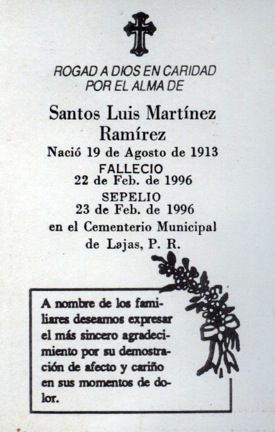 ROGAD A DIOS EN CARIDAD
POR EL ALMA DE
Santos Luis Martínez
Ramírez
Nació 19 de Agosto de 1913
FALLECIO
22 de Feb. de 1996
SEPELIO
23 de Feb. de 1996
en el Cementerio Municipal
de Lajas, P. R.
A nombre de los fami-
liares deseamos expresar
el más sincero agradeci-
miento por su demostra-
ción de afecto y cariño
en sus momentos de do-
lor.